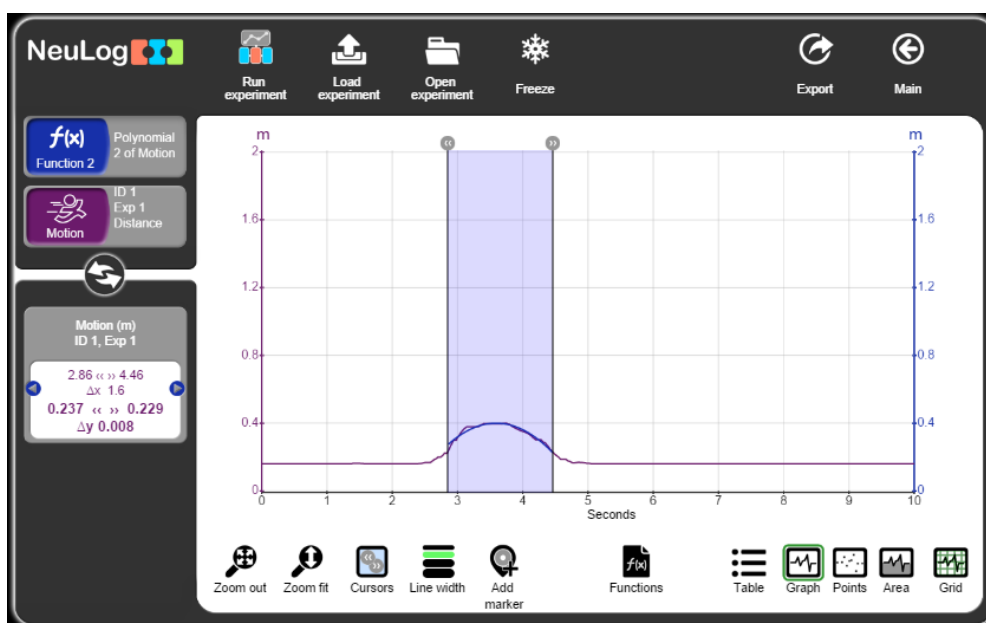 NeuLog
Run
experiment
Load
experiment
Open
experiment
Freeze
Export
Main
f(x)
Function 2
Polynomial
2 of Motion
Motion
ID 1
Exp 1
Distance
Motion (m)
ID 1, Exp 1
2.86 « » 4.46
Δx 1.6
0.237 « » 0.229
Δy 0.008
m
m
« »
2
2
1.6
1.6
1.2
1.2
0.8
0.8
0.4
0.4
0
0
0 1 2 3 4 5 6 7 8 9 10
Seconds
Zoom out
Zoom fit
Cursors
Line width
Add
marker
f(x)
Functions
Table
Graph
Points
Area
Grid